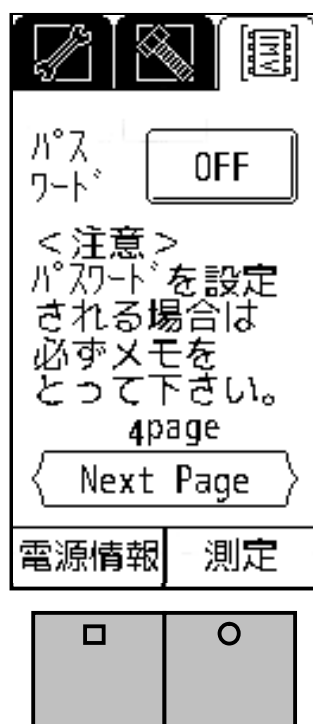 IMV
ﾊﾟｽ
ﾜｰﾄﾞ
OFF
＜注意＞
ﾊﾟｽﾜｰﾄﾞを設定
される場合は
必ずメモを
とって下さい。
4page
Next Page
電源情報
測定